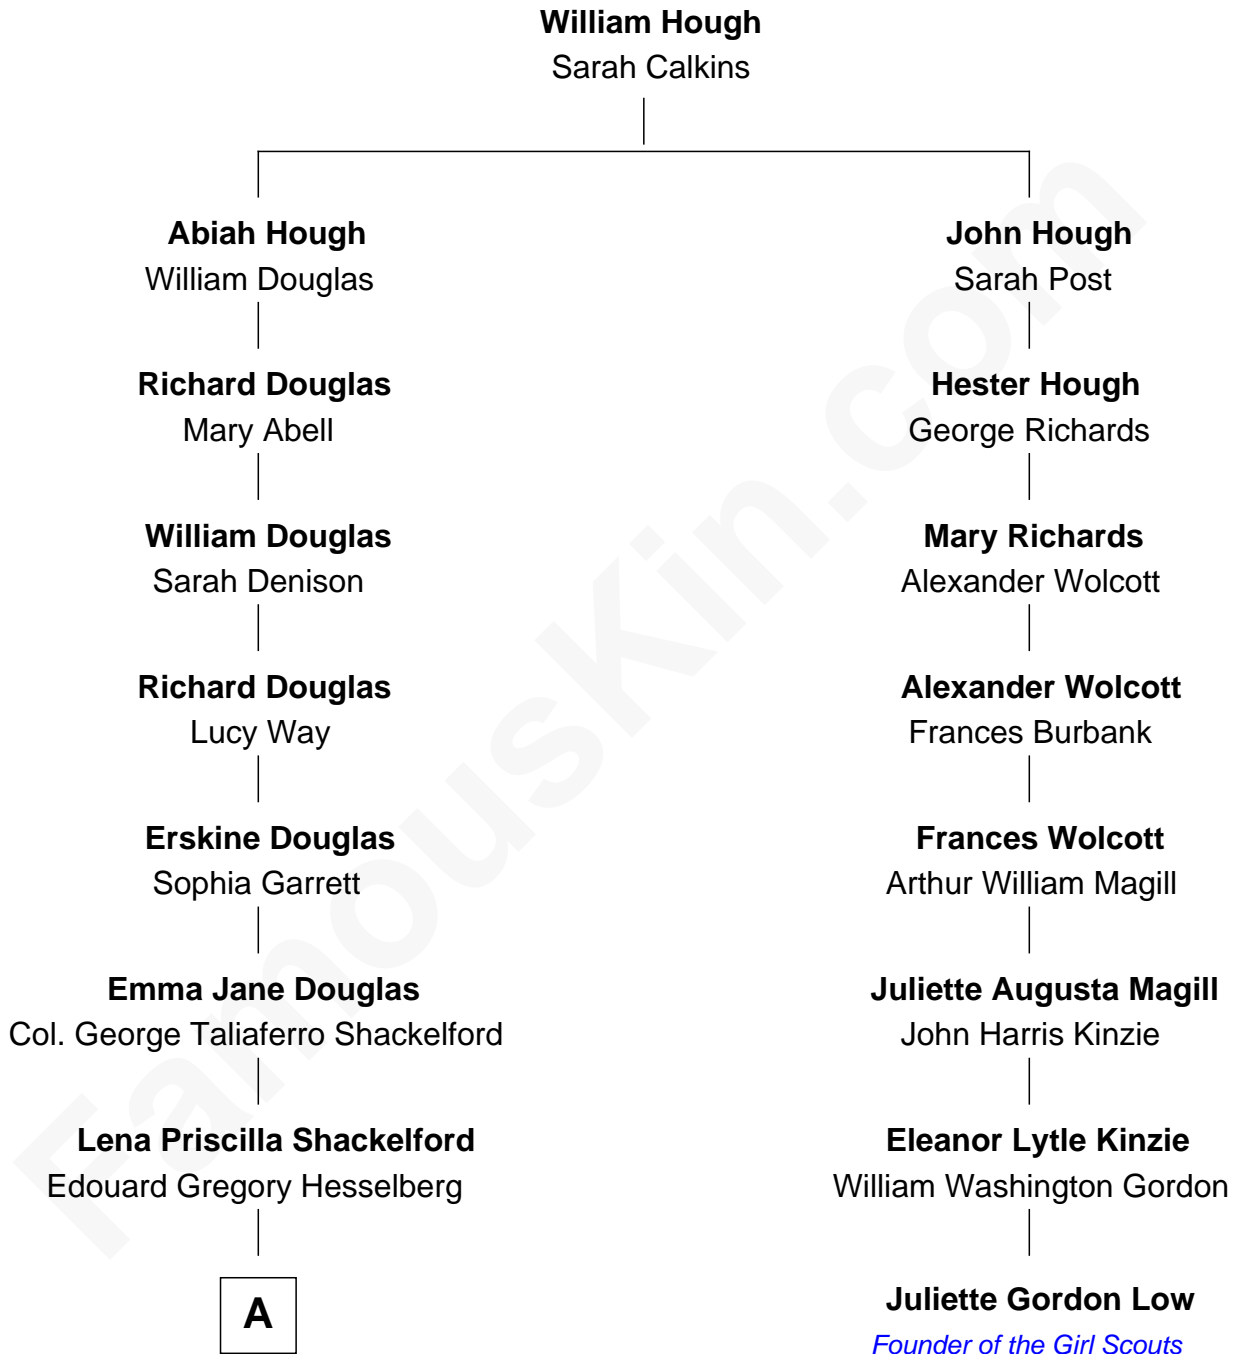 William Hough
Sarah Calkins
Abiah Hough
William Douglas
John Hough
Sarah Post
Richard Douglas
Mary Abell
Hester Hough
George Richards
William Douglas
Sarah Denison
Mary Richards
Alexander Wolcott
Richard Douglas
Lucy Way
Alexander Wolcott
Frances Burbank
Erskine Douglas
Sophia Garrett
Frances Wolcott
Arthur William Magill
Emma Jane Douglas
Col. George Taliaferro Shackelford
Juliette Augusta Magill
John Harris Kinzie
Lena Priscilla Shackelford
Edouard Gregory Hesselberg
Eleanor Lytle Kinzie
William Washington Gordon
A
Juliette Gordon Low
Founder of the Girl Scouts
FamousKin.com